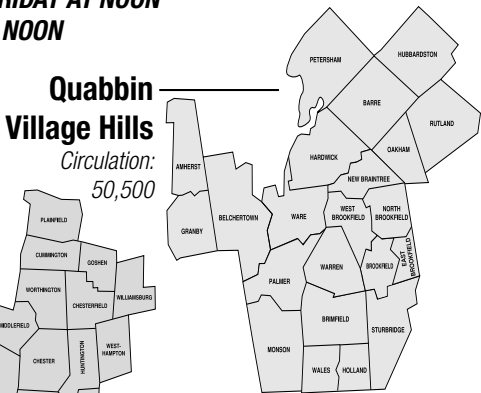 FRIDAY AT NOON
NOON
Quabbin
Village Hills
Circulation:
50,500
PETERSHAM
HUBBARDSTON
BARRE
RUTLAND
OAKHAM
HARDWICK
NEW BRAINTREE
AMHERST
BELCHERTOWN
GRANBY
WARE
WEST
BROOKFIELD
NORTH
BROOKFIELD
EAST
BROOKFIELD
BROOKFIELD
WARREN
PALMER
BRIMFIELD
STURBRIDGE
MONSON
WALES
HOLLAND
PLAINFIELD
CUMMINGTON
GOSHEN
WORTHINGTON
CHESTERFIELD
WILLIAMSBURG
MIDDLEFIELD
CHESTER
HUNTINGTON
WEST-
HAMPTON